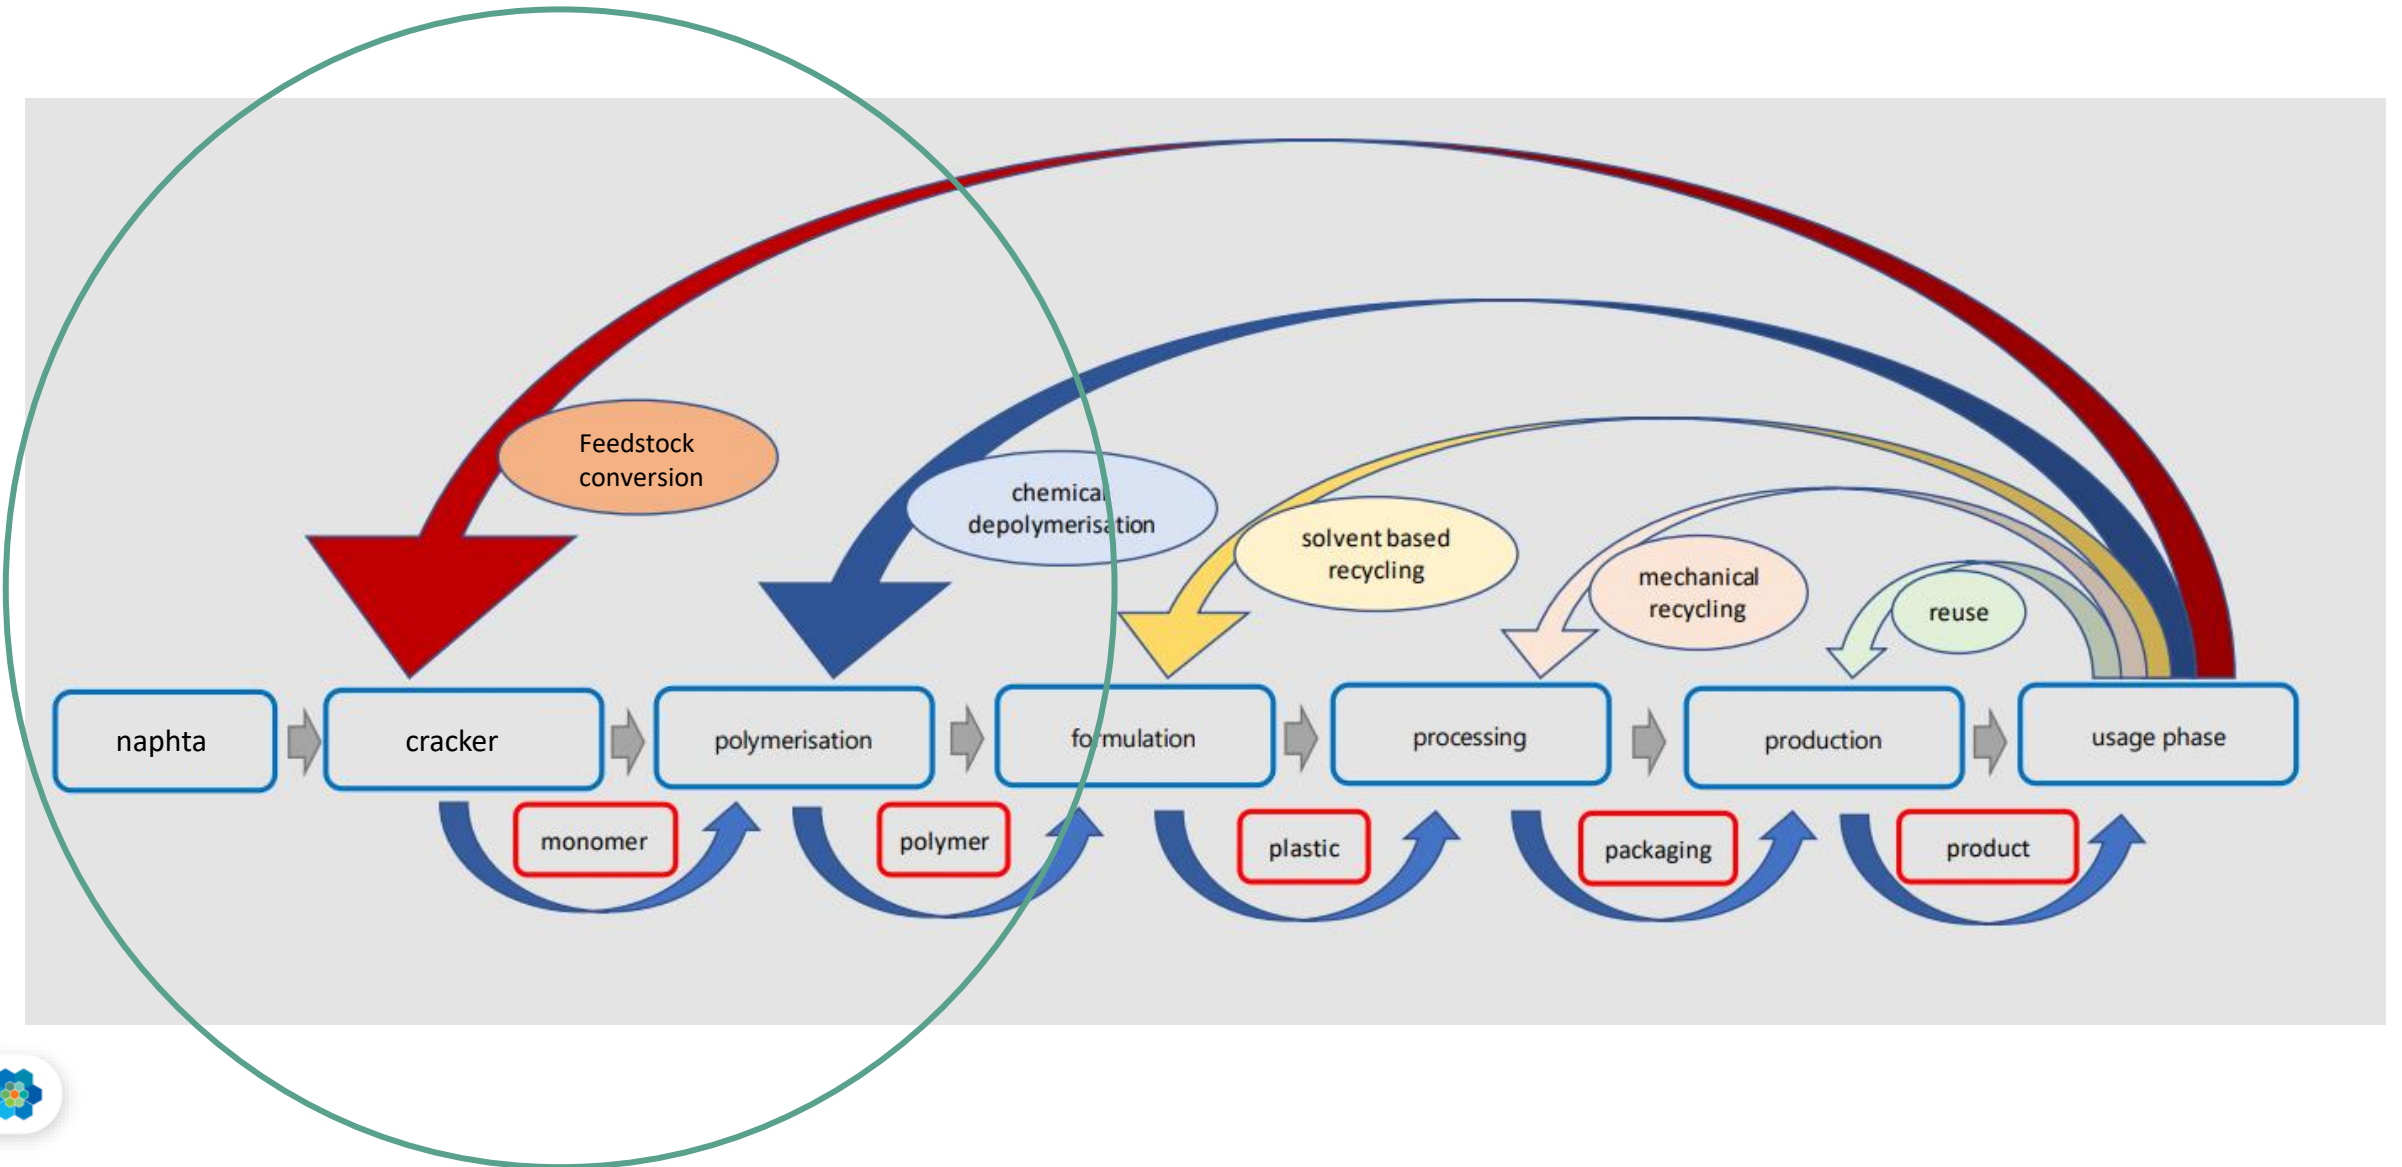 Feedstock
conversion
chemical
depolymerisation
solvent based
recycling
mechanical
recycling
reuse
naphta
cracker
polymerisation
formulation
processing
production
usage phase
monomer
polymer
plastic
packaging
product